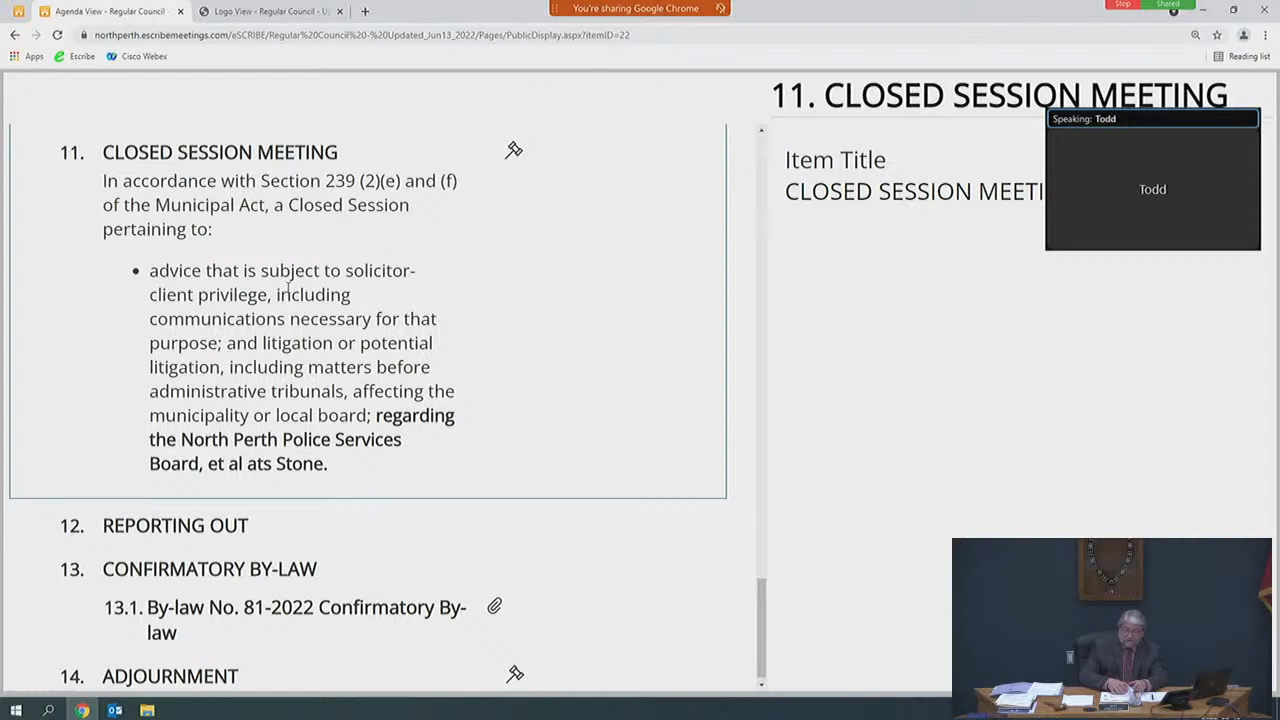 Agenda View - Regular Council
Logo View - Regular Council - U
You're sharing Google Chrome
Stop
Shared
northperth.escribemeetings.com/eSCRIBE/Regular%20Council%20-%20Updated_Jun13_2022/Pages/PublicDisplay.aspx?itemID=22
Apps
Escribe
Cisco Webex
Reading list
11. CLOSED SESSION MEETING
In accordance with Section 239 (2)(e) and (f)
of the Municipal Act, a Closed Session
pertaining to:
• advice that is subject to solicitor-
client privilege, including
communications necessary for that
purpose; and litigation or potential
litigation, including matters before
administrative tribunals, affecting the
municipality or local board; regarding
the North Perth Police Services
Board, et al ats Stone.
12. REPORTING OUT
13. CONFIRMATORY BY-LAW
13.1. By-law No. 81-2022 Confirmatory By-
law
14. ADJOURNMENT
11. CLOSED SESSION MEETING
Item Title
CLOSED SESSION MEETI
Speaking: Todd
Todd